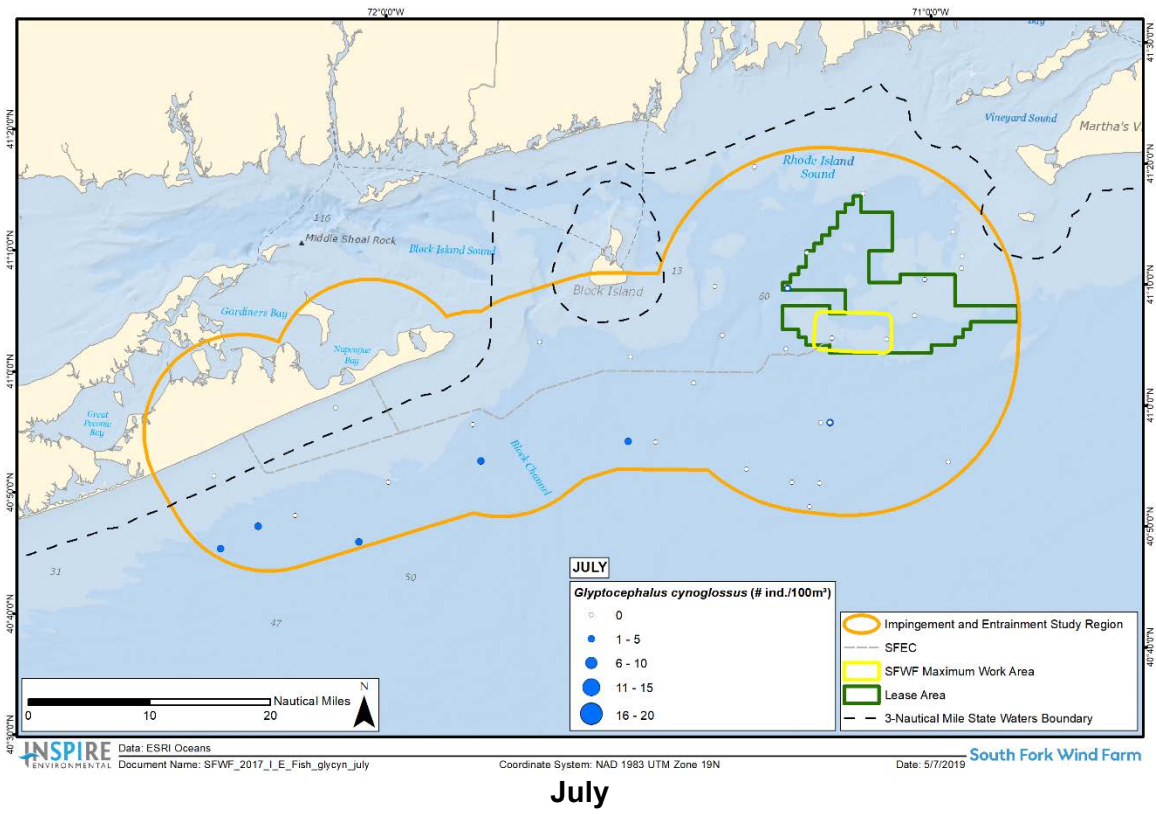 72°0'0"W
71°0'0"W
41°30'0"N
41°20'0"N
41°20'0"N
41°10'0"N
41°10'0"N
41°0'0"N
41°0'0"N
40°50'0"N
40°50'0"N
40°40'0"N
40°40'0"N
40°30'0"N
Bay
Vineyard Sound
Martha's V
Rhode Island
Sound
116
Middle Shoal Rock
Block Island Sound
13
60
Block Island
Gardiners Bay
Napeague
Bay
Great
Peconic
Bay
Block Channel
31
50
47
JULY
Glyptocephalus cynoglossus (# ind./100m³)
0
1 - 5
6 - 10
11 - 15
16 - 20
Impingement and Entrainment Study Region
SFEC
SFWF Maximum Work Area
Lease Area
3-Nautical Mile State Waters Boundary
N
Nautical Miles
0 10 20
INSPIRE
ENVIRONMENTAL
Data: ESRI Oceans
Document Name: SFWF_2017_I_E_Fish_glycyn_july
Coordinate System: NAD 1983 UTM Zone 19N
Date: 5/7/2019
South Fork Wind Farm
July